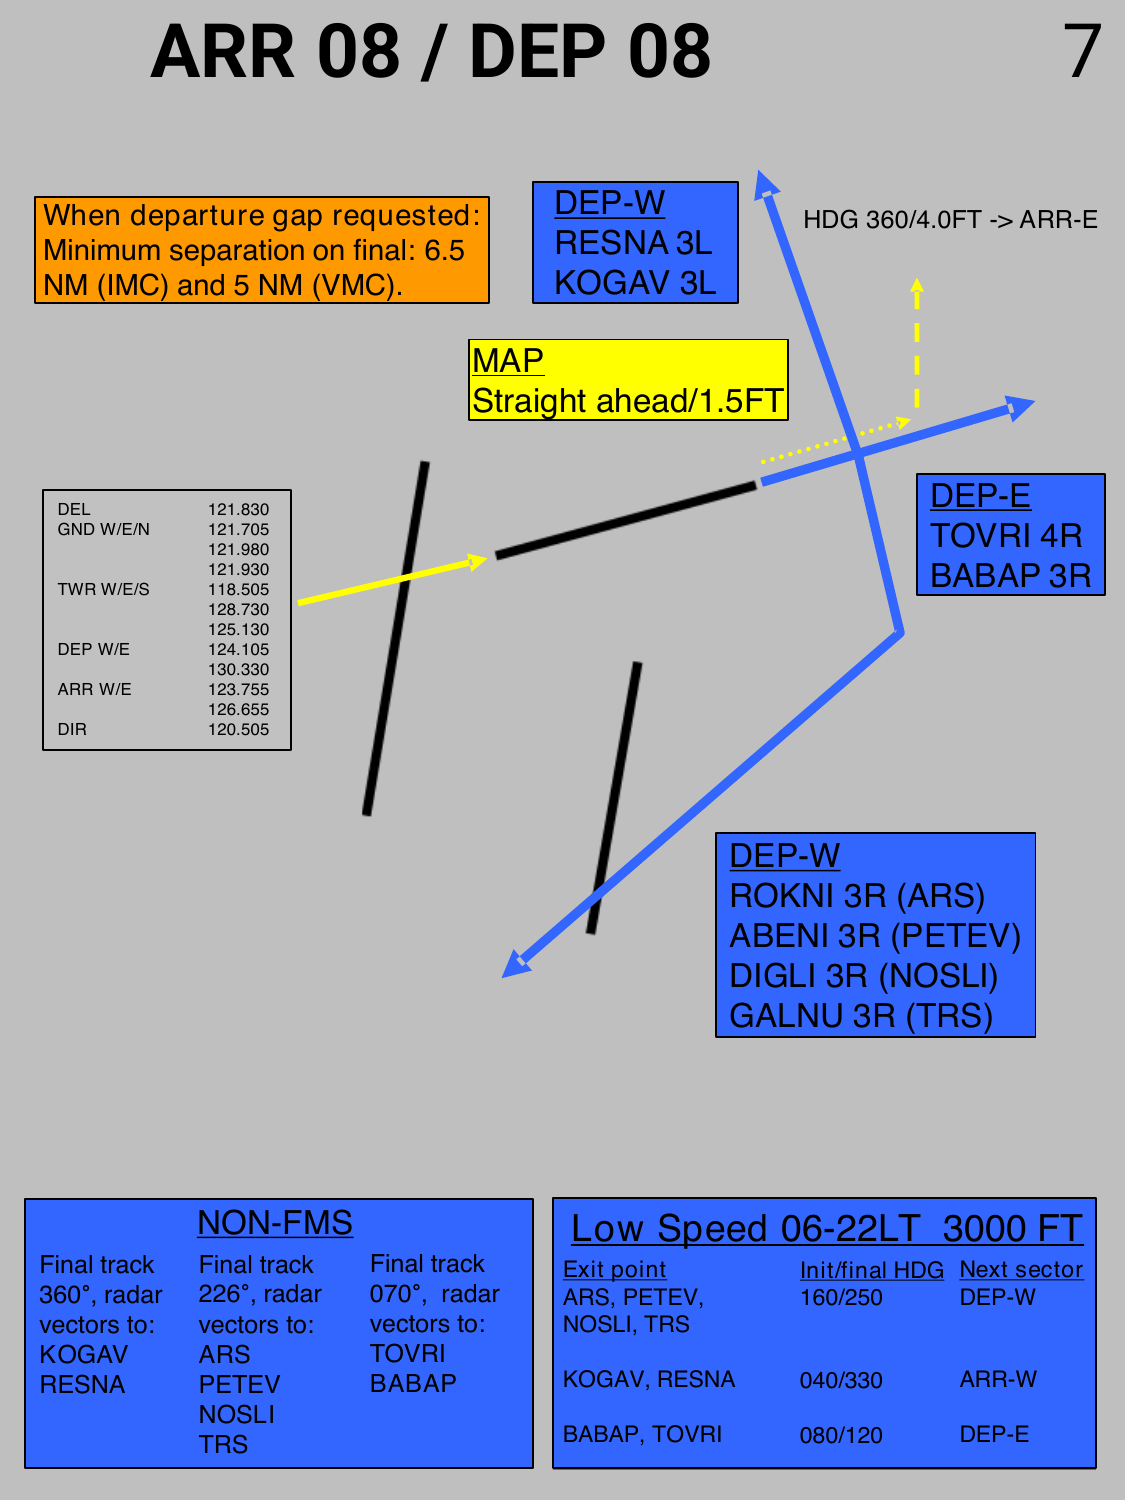 ARR 08 / DEP 08
7
When departure gap requested:
Minimum separation on final: 6.5
NM (IMC) and 5 NM (VMC).
DEP-W
RESNA 3L
KOGAV 3L
HDG 360/4.0FT -> ARR-E
MAP
Straight ahead/1.5FT
DEP-E
TOVRI 4R
BABAP 3R
DEL 121.830
GND W/E/N 121.705
121.980
121.930
TWR W/E/S 118.505
128.730
125.130
DEP W/E 124.105
130.330
ARR W/E 123.755
126.655
DIR 120.505
DEP-W
ROKNI 3R (ARS)
ABENI 3R (PETEV)
DIGLI 3R (NOSLI)
GALNU 3R (TRS)
NON-FMS
Final track
360°, radar
vectors to:
KOGAV
RESNA
Final track
226°, radar
vectors to:
ARS
PETEV
NOSLI
TRS
Final track
070°, radar
vectors to:
TOVRI
BABAP
Low Speed 06-22LT 3000 FT
Exit point Init/final HDG Next sector
ARS, PETEV, 160/250 DEP-W
NOSLI, TRS
KOGAV, RESNA 040/330 ARR-W
BABAP, TOVRI 080/120 DEP-E